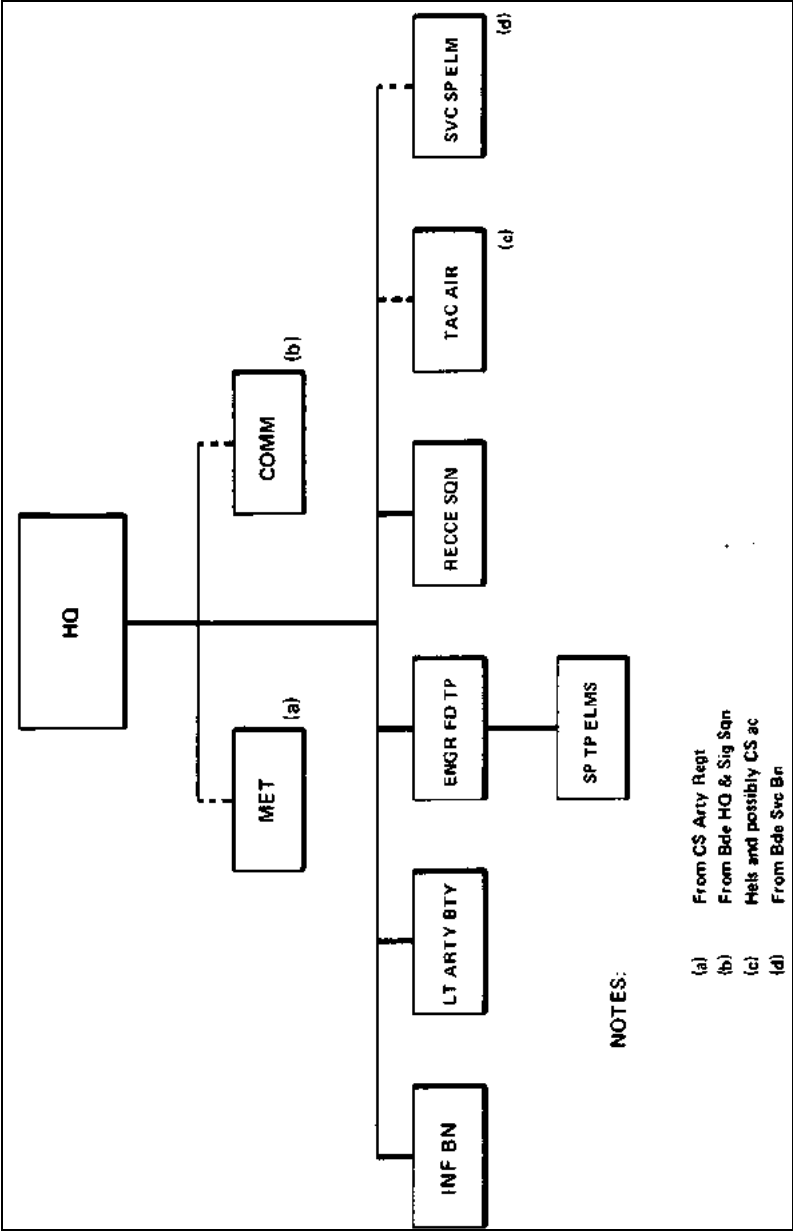 HQ
MET
(a)
COMM
(b)
INF BN
LT ARTY BTY
ENGR FD TP
RECCE SQN
TAC AIR
(c)
SVC SP ELM
(d)
SP TP ELMS
NOTES:
(a) From CS Arty Regt
(b) From Bde HQ & Sig Sqn
(c) Hels and possibly CS ac
(d) From Bde Svc Bn